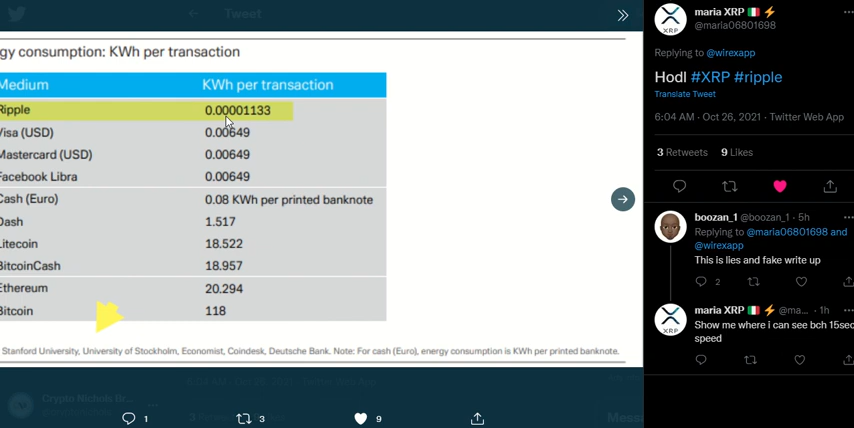 Tweet
gy consumption: KWh per transaction
Medium KWh per transaction
Ripple 0.00001133
Visa (USD) 0.00649
Mastercard (USD) 0.00649
Facebook Libra 0.00649
Cash (Euro) 0.08 KWh per printed banknote
Dash 1.517
Litecoin 18.522
BitcoinCash 18.957
Ethereum 20.294
Bitcoin 118
Stanford University, University of Stockholm, Economist, Coindesk, Deutsche Bank. Note: For cash (Euro), energy consumption is KWh per printed banknote.
Crypto Nichols
1 3 9
maria XRP
@maria06801698
XRP
Replying to @wirexapp
Hodl #XRP #ripple
Translate Tweet
6:04 AM · Oct 26, 2021 · Twitter Web App
3 Retweets 9 Likes
boozan_1 @boozan_1 · 5h
Replying to @maria06801698 and
@wirexapp
This is lies and fake write up
2
maria XRP @ma... · 1h
XRP
Show me where i can see bch 15sec
speed